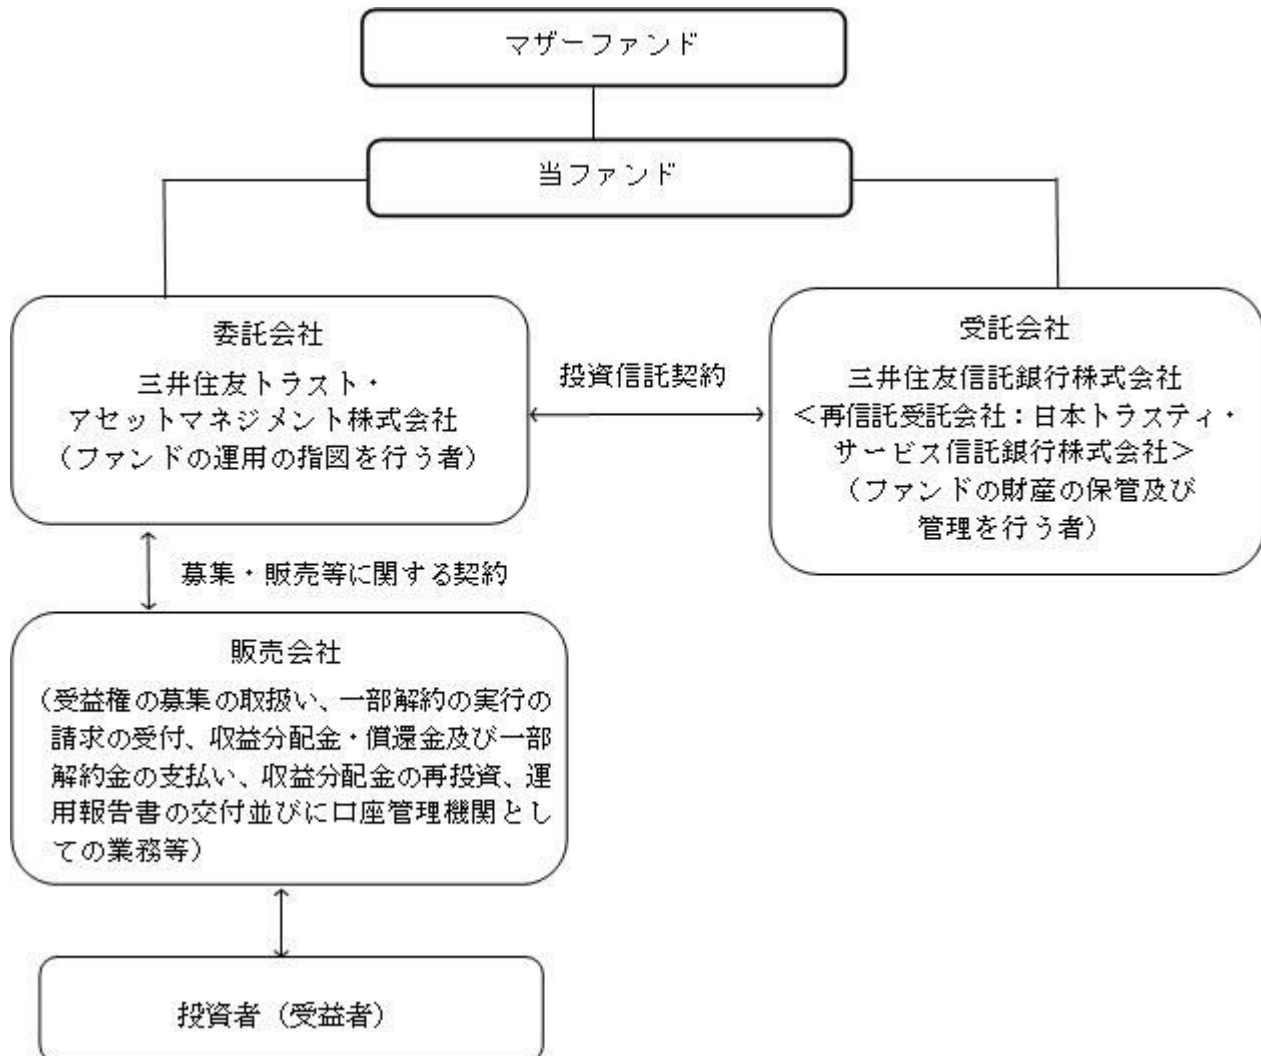 マザーファンド
当ファンド
委託会社
三井住友トラスト・
アセットマネジメント株式会社
（ファンドの運用の指図を行う者）
投資信託契約
受託会社
三井住友信託銀行株式会社
＜再信託受託会社：日本トラスティ・
サービス信託銀行株式会社＞
（ファンドの財産の保管及び
管理を行う者）
募集・販売等に関する契約
販売会社
（受益権の募集の取扱い、一部解約の実行の
請求の受付、収益分配金・償還金及び一部
解約金の支払い、収益分配金の再投資、運
用報告書の交付並びに口座管理機関とし
ての業務等）
投資者（受益者）